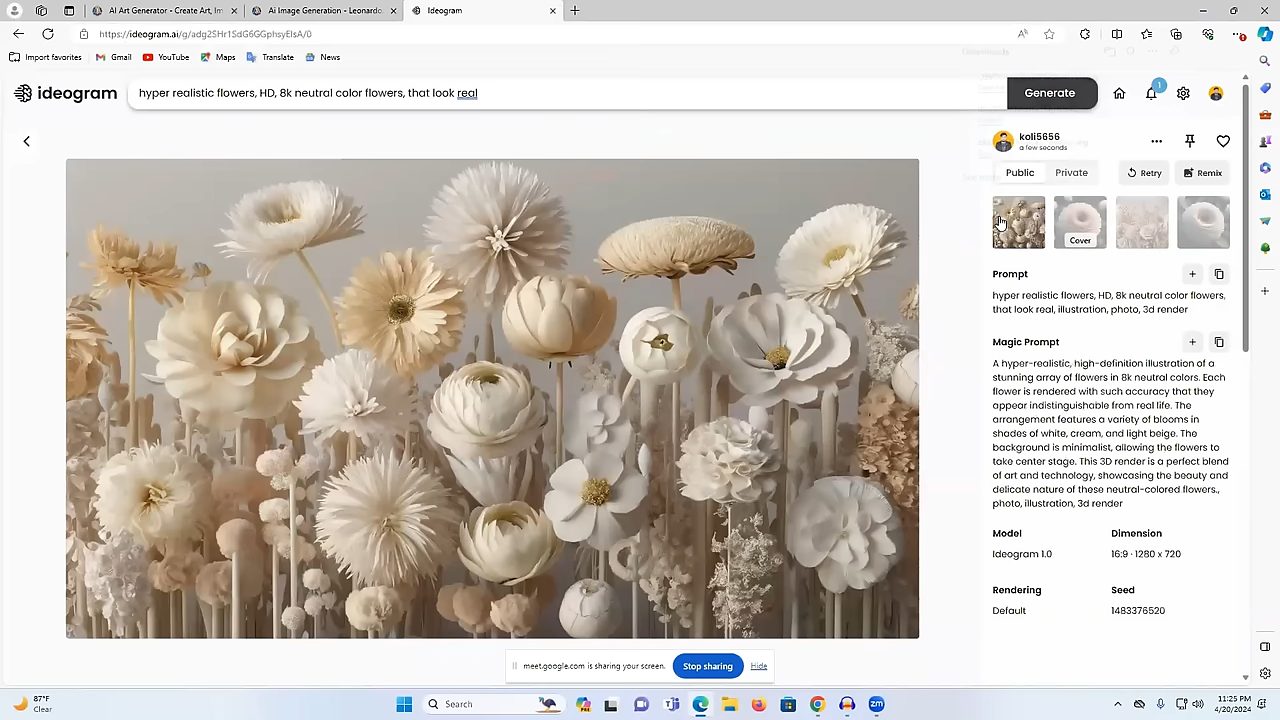 AI Art Generator - Create Art, Im
Ai Image Generation - Leonardo.
Ideogram
https://ideogram.ai/g/adg2SHr1SdG6GGphsyEIsA/0
Import favorites
Gmail
YouTube
Maps
Translate
News
ideogram
hyper realistic flowers, HD, 8k neutral color flowers, that look real
Generate
1
koli5656
a few seconds
Public
Private
Retry
Remix
Cover
Prompt
hyper realistic flowers, HD, 8k neutral color flowers,
that look real, illustration, photo, 3d render
Magic Prompt
A hyper-realistic, high-definition illustration of a
stunning array of flowers in 8k neutral colors. Each
flower is rendered with such accuracy that they
appear indistinguishable from real life. The
arrangement features a variety of blooms in
shades of white, cream, and light beige. The
background is minimalist, allowing the flowers to
take center stage. This 3D render is a perfect blend
of art and technology, showcasing the beauty and
delicate nature of these neutral-colored flowers.,
photo, illustration, 3d render
Model
Dimension
Ideogram 1.0
16:9 · 1280 x 720
Rendering
Seed
Default
1483376520
meet.google.com is sharing your screen.
Stop sharing
Hide
87°F
Clear
Search
11:25 PM
4/20/2024